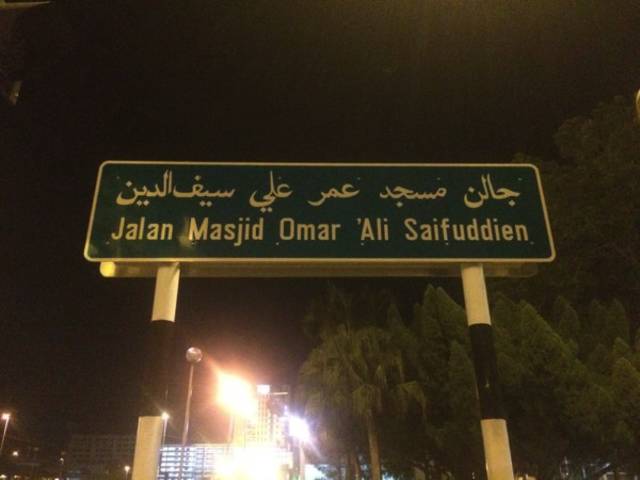 جالن مسجد عمر علي سيف الدين
Jalan Masjid Omar 'Ali Saifuddien